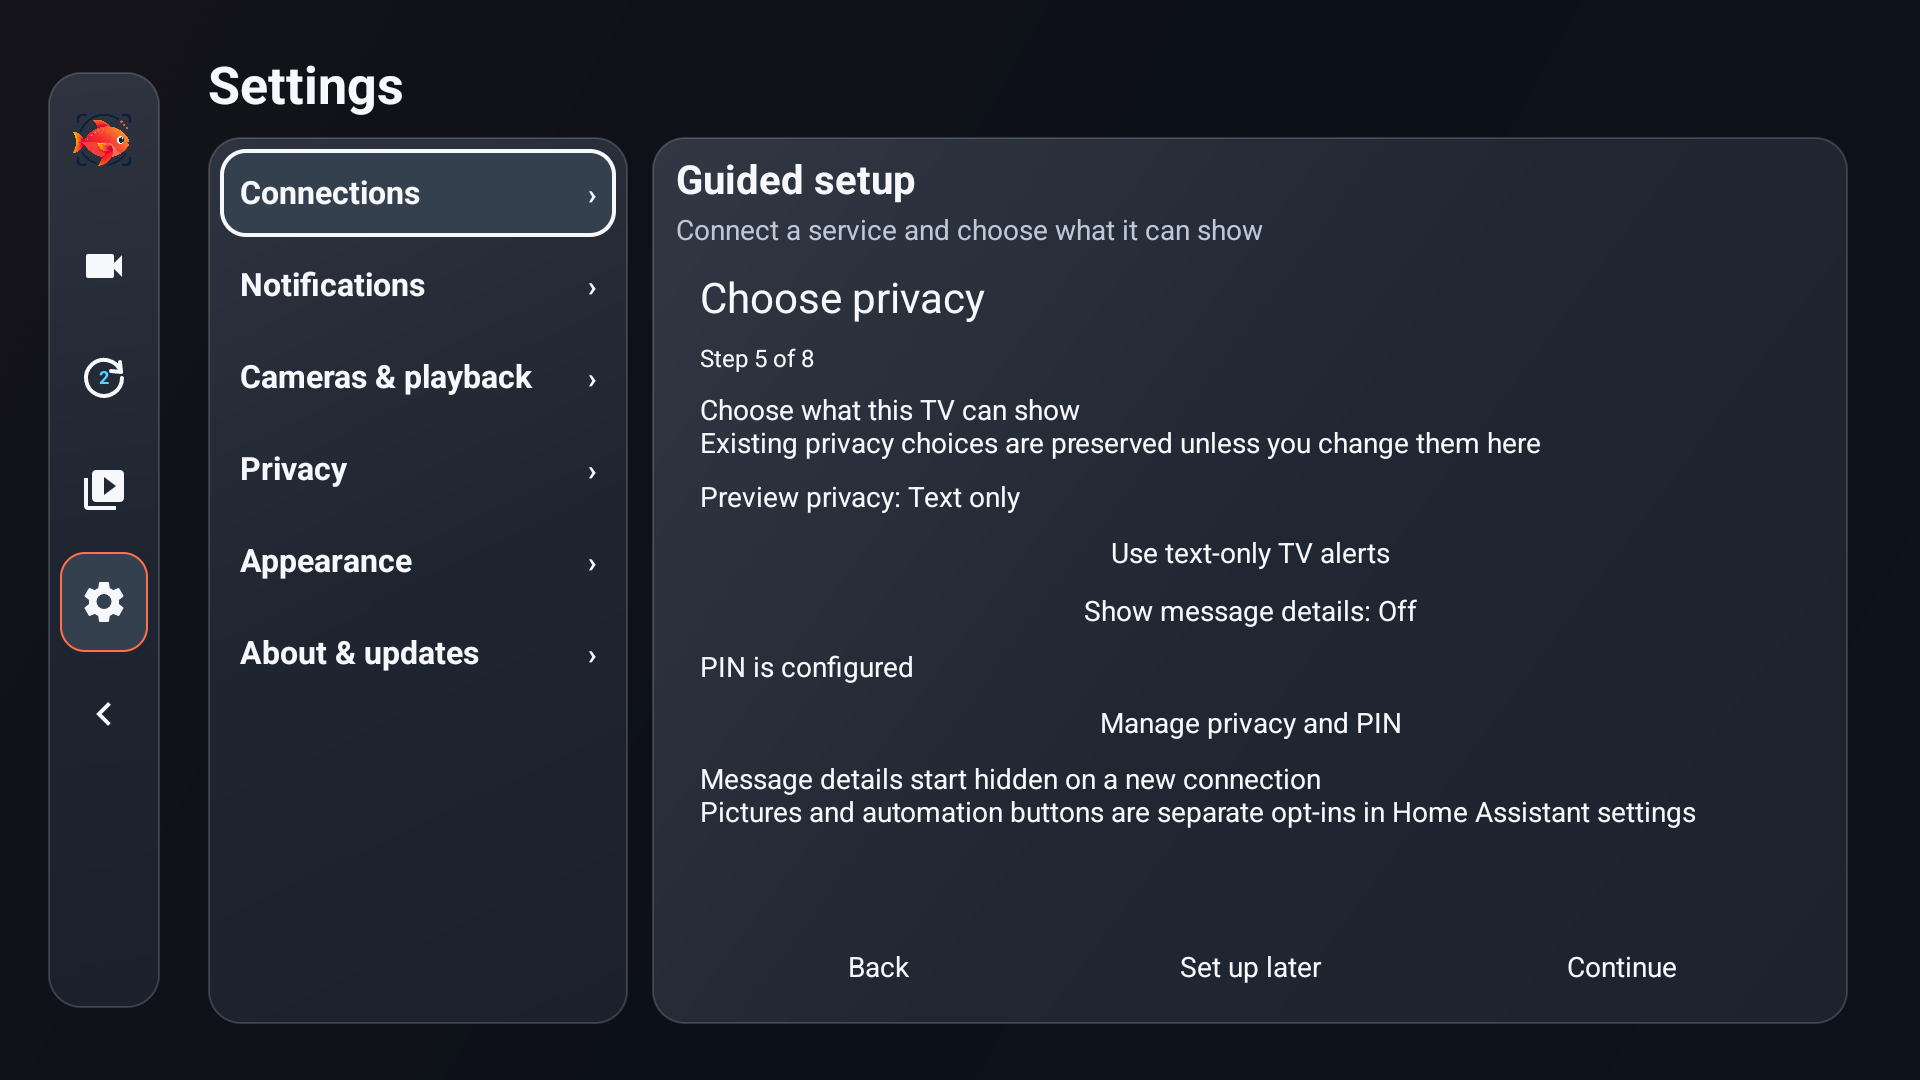 Settings
2
Connections ›
Notifications ›
Cameras & playback ›
Privacy ›
Appearance ›
About & updates ›
Guided setup
Connect a service and choose what it can show
Choose privacy
Step 5 of 8
Choose what this TV can show
Existing privacy choices are preserved unless you change them here
Preview privacy: Text only
Use text-only TV alerts
Show message details: Off
PIN is configured
Manage privacy and PIN
Message details start hidden on a new connection
Pictures and automation buttons are separate opt-ins in Home Assistant settings
Back Set up later Continue